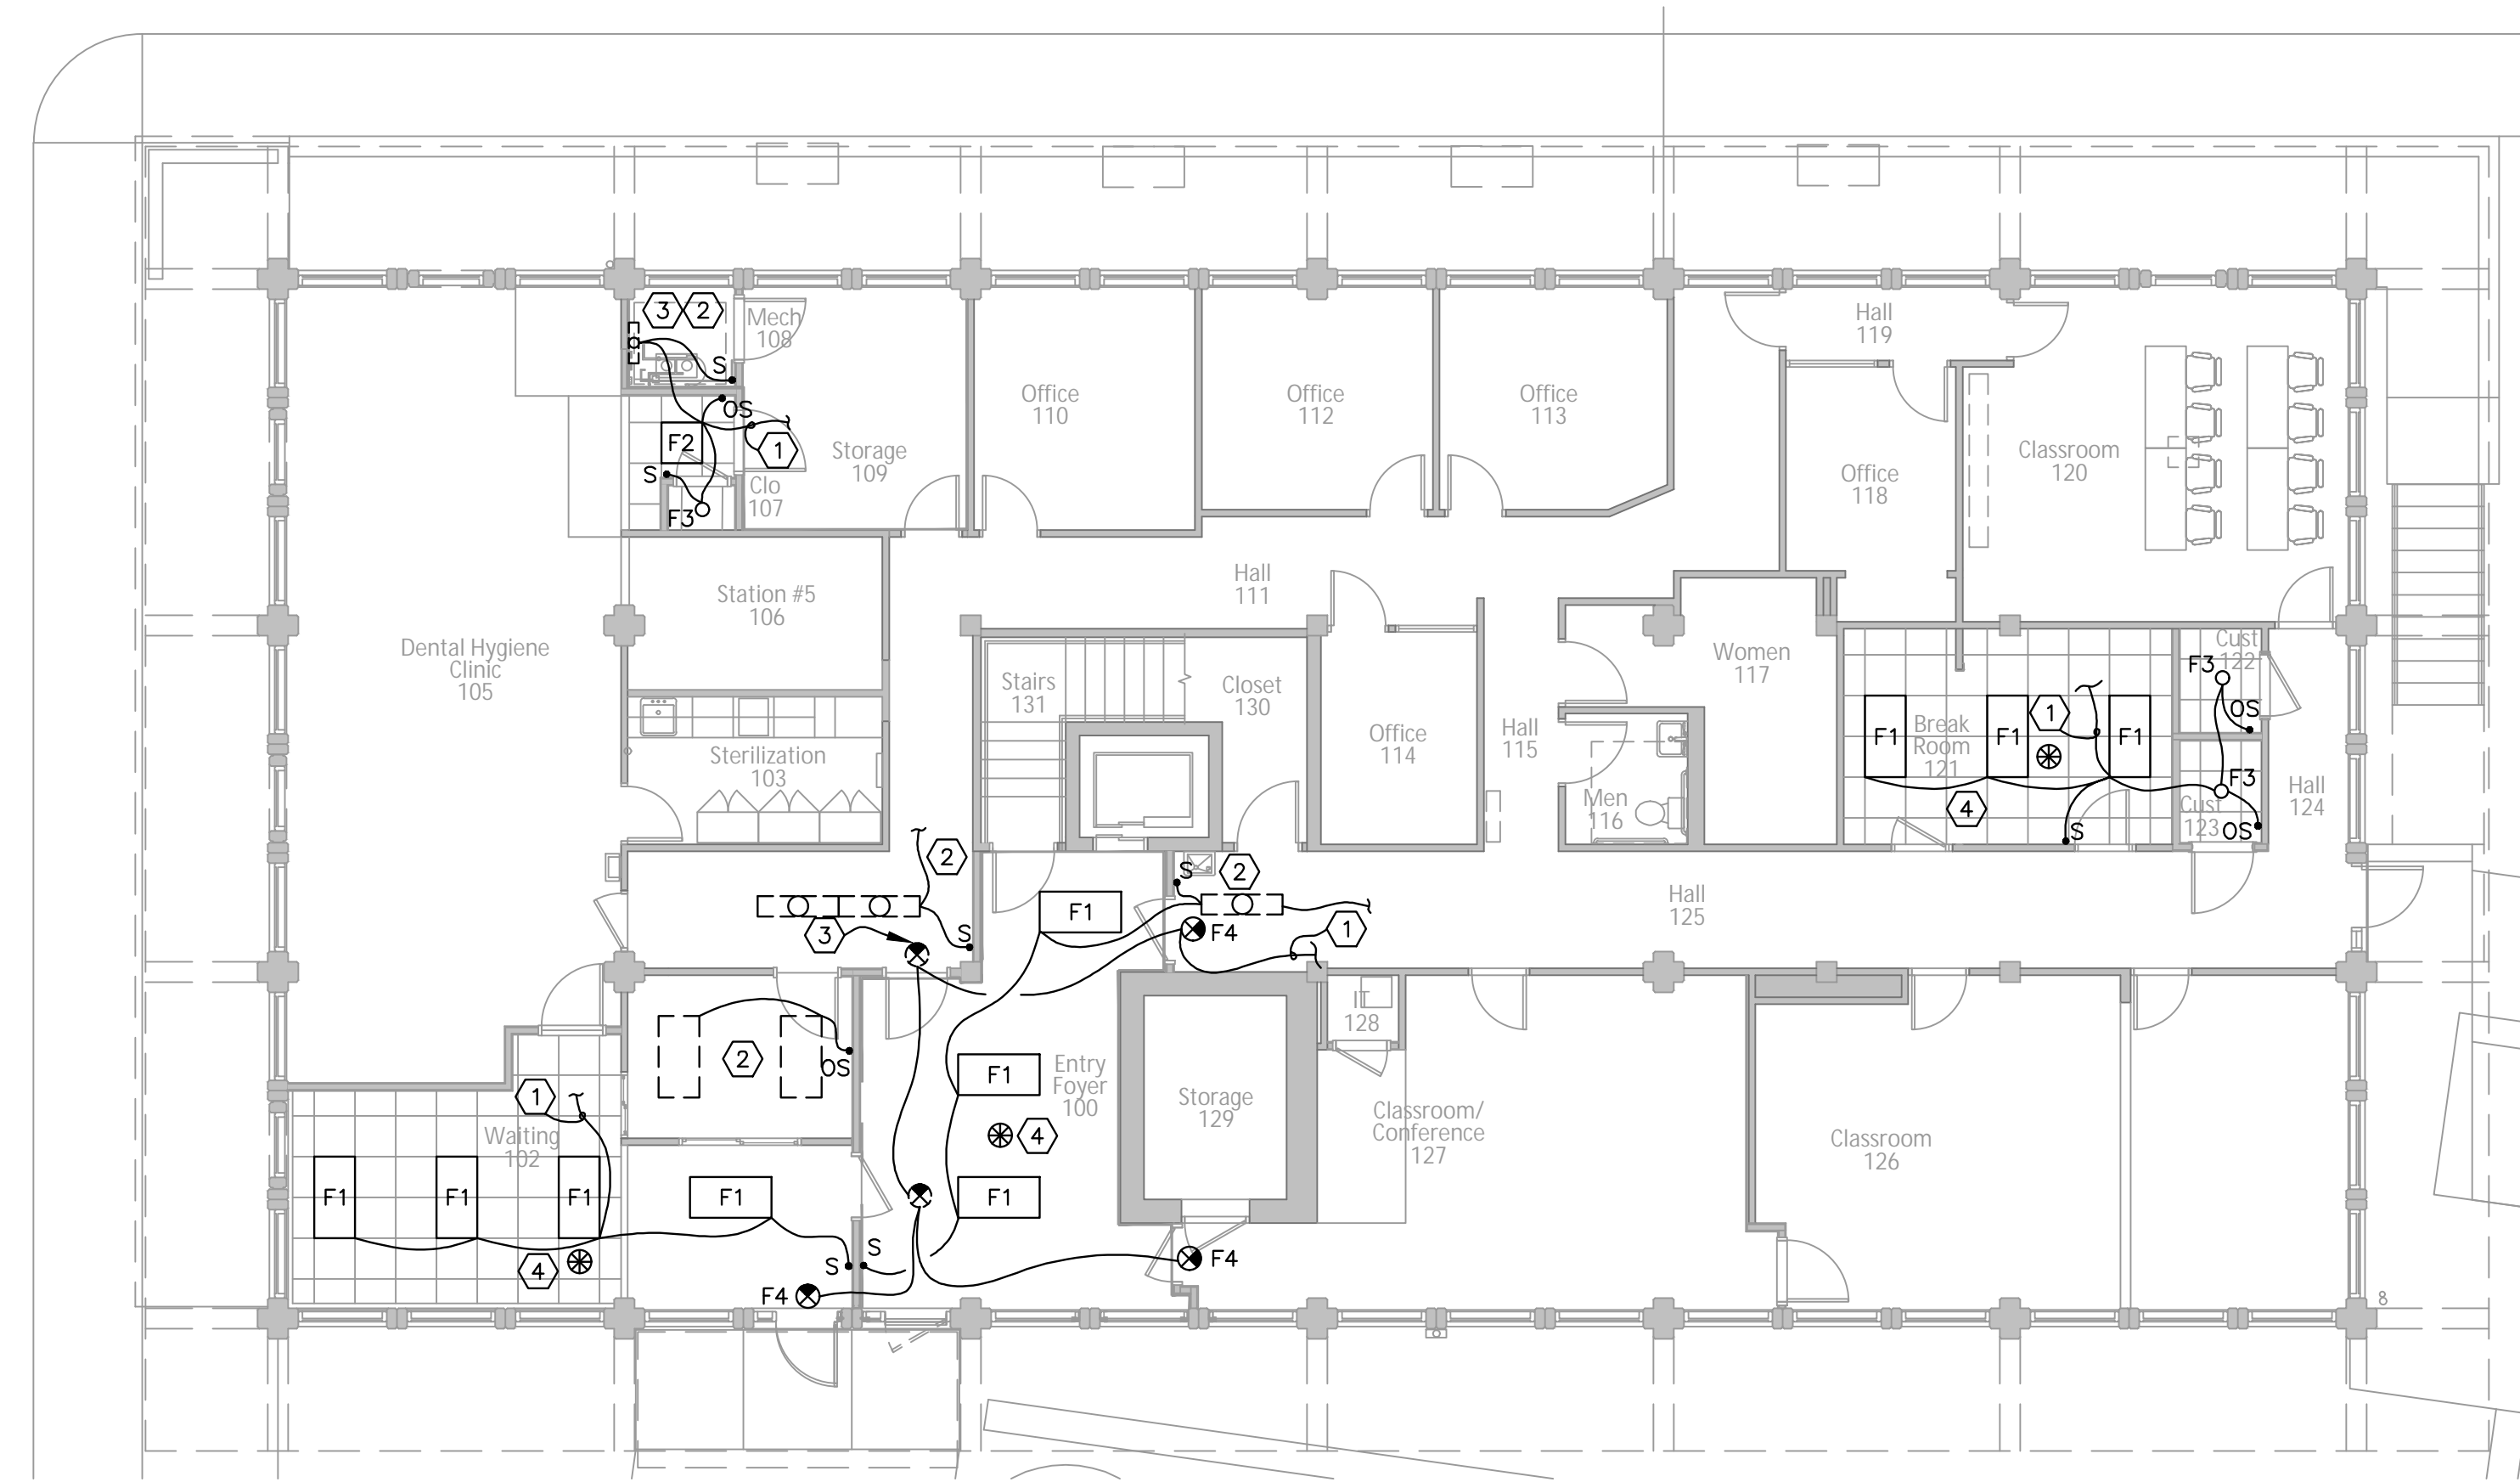 3 2
Mech
108
S
OS
F2
1
S
Clo
107
F3
Storage
109
Office
110
Office
112
Office
113
Hall
119
Office
118
Classroom
120
Station #5
106
Hall
111
Dental Hygiene
Clinic
105
Stairs
131
Closet
130
Office
114
Hall
115
Women
117
Men
116
Sterilization
103
F1
Break
Room
121
F1
1
F1
4
S
Cust
122
F3
OS
F3
Cust
123
OS
Hall
124
2
3
S
F1
S
2
F4
1
Hall
125
IT
128
2
OS
F1
Entry
Foyer
100
4
F1
Storage
129
Classroom/
Conference
127
Classroom
126
1
Waiting
102
F1
F1
F1
4
F1
S
S
F4
F4
8